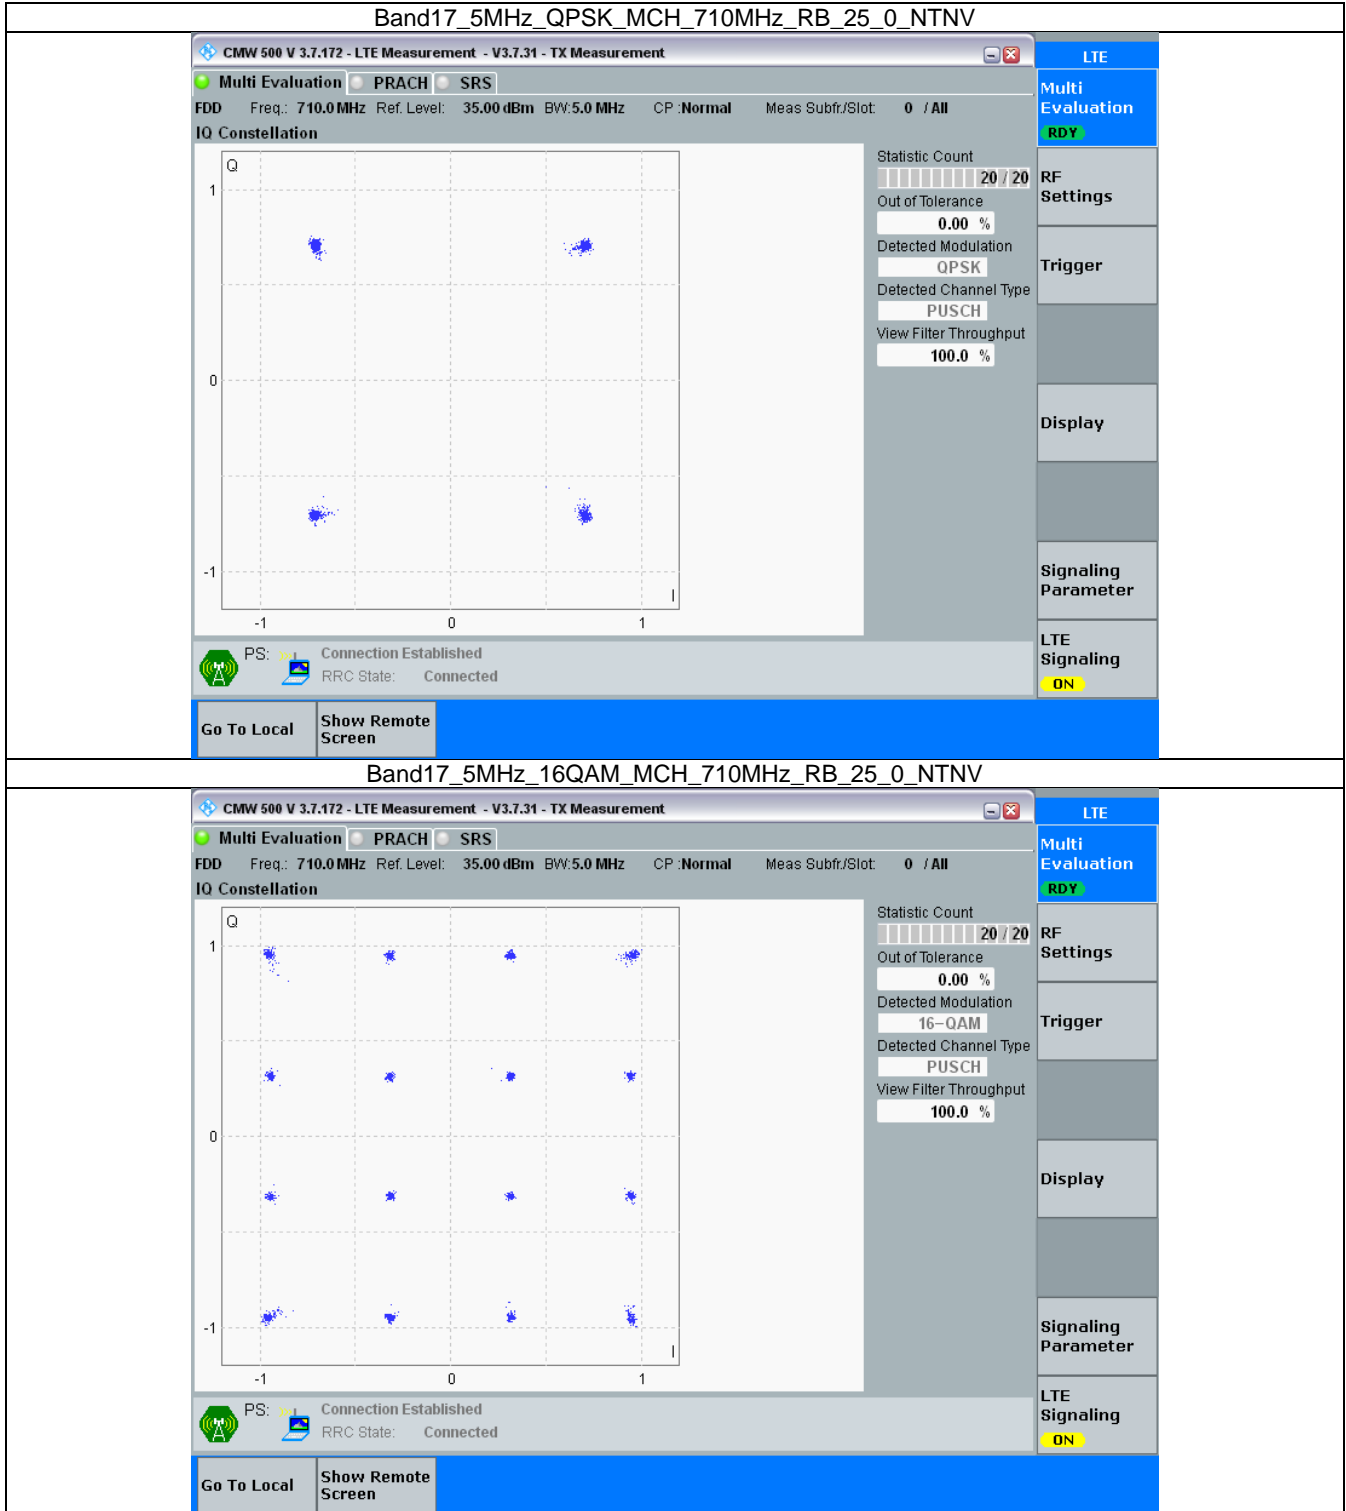 Band17_5MHz_QPSK_MCH_710MHz_RB_25_0_NTNV
CMW 500 V 3.7.172 - LTE Measurement - V3.7.31 - TX Measurement
LTE
Multi Evaluation PRACH SRS
Multi Evaluation
RDY
FDD Freq.: 710.0 MHz Ref. Level: 35.00 dBm BW: 5.0 MHz CP : Normal Meas Subfr./Slot: 0 / All
IQ Constellation
Q
1
0
-1
I
-1 0 1
Statistic Count
20 / 20
Out of Tolerance
0.00 %
Detected Modulation
QPSK
Detected Channel Type
PUSCH
View Filter Throughput
100.0 %
RF
Settings
Trigger
Display
Signaling
Parameter
LTE
Signaling
ON
PS: Connection Established
RRC State: Connected
Go To Local
Show Remote
Screen
Band17_5MHz_16QAM_MCH_710MHz_RB_25_0_NTNV
CMW 500 V 3.7.172 - LTE Measurement - V3.7.31 - TX Measurement
LTE
Multi Evaluation PRACH SRS
Multi
Evaluation
RDY
FDD Freq.: 710.0 MHz Ref. Level: 35.00 dBm BW: 5.0 MHz CP : Normal Meas Subfr./Slot: 0 / All
IQ Constellation
Q
1
0
-1
I
-1 0 1
Statistic Count
20 / 20
Out of Tolerance
0.00 %
Detected Modulation
16-QAM
Detected Channel Type
PUSCH
View Filter Throughput
100.0 %
RF
Settings
Trigger
Display
Signaling
Parameter
LTE
Signaling
ON
PS: Connection Established
RRC State: Connected
Go To Local
Show Remote
Screen